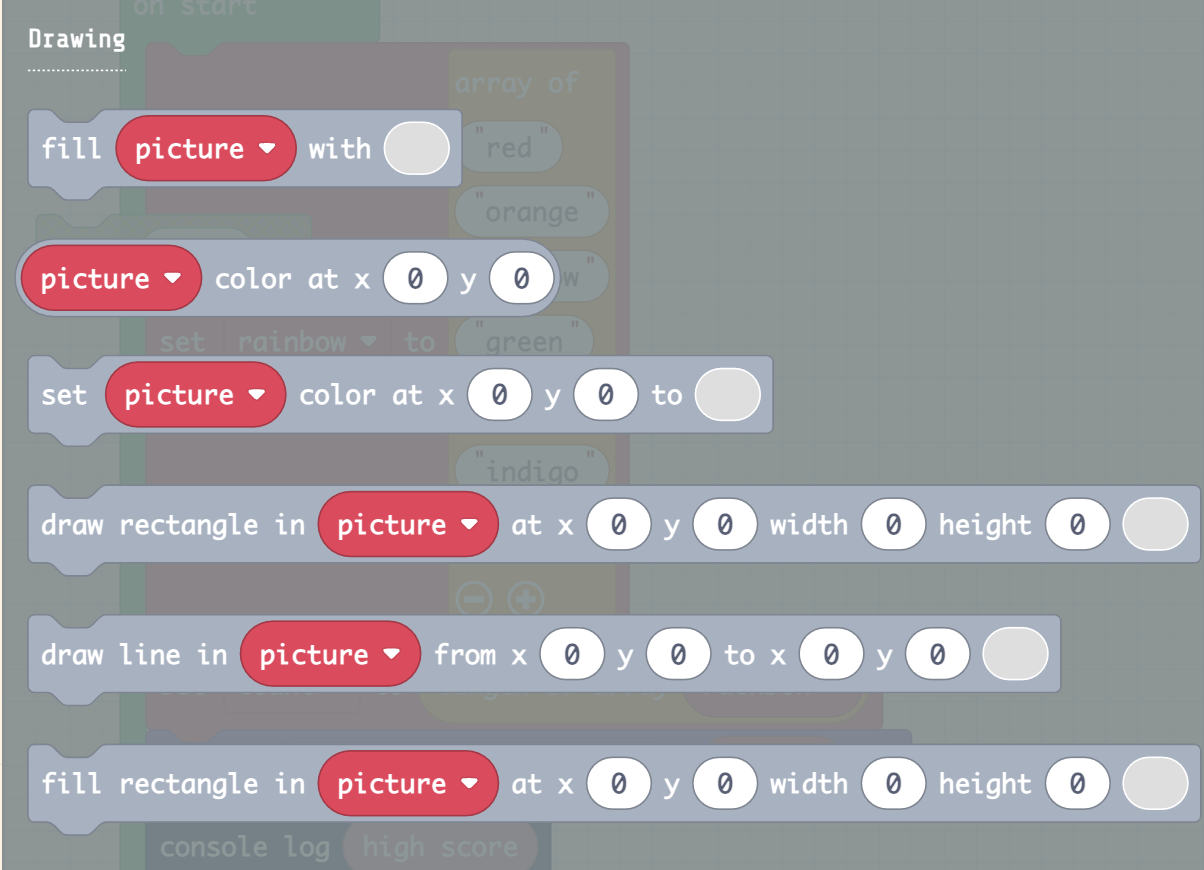 on start
Drawing
array of
fill picture with
"red"
"orange"
picture color at x 0 y 0
w"
set rainbow to "green"
set picture color at x 0 y 0 to
"indigo"
draw rectangle in picture at x 0 y 0 width 0 height 0
draw line in picture from x 0 y 0 to x 0 y 0
fill rectangle in picture at x 0 y 0 width 0 height 0
console log high score